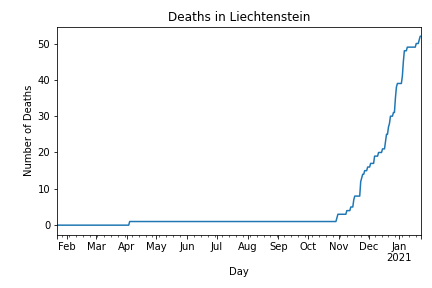 Deaths in Liechtenstein
Number of Deaths
50
40
30
20
10
0
Feb Mar Apr May Jun Jul Aug Sep Oct Nov Dec Jan
2021
Day